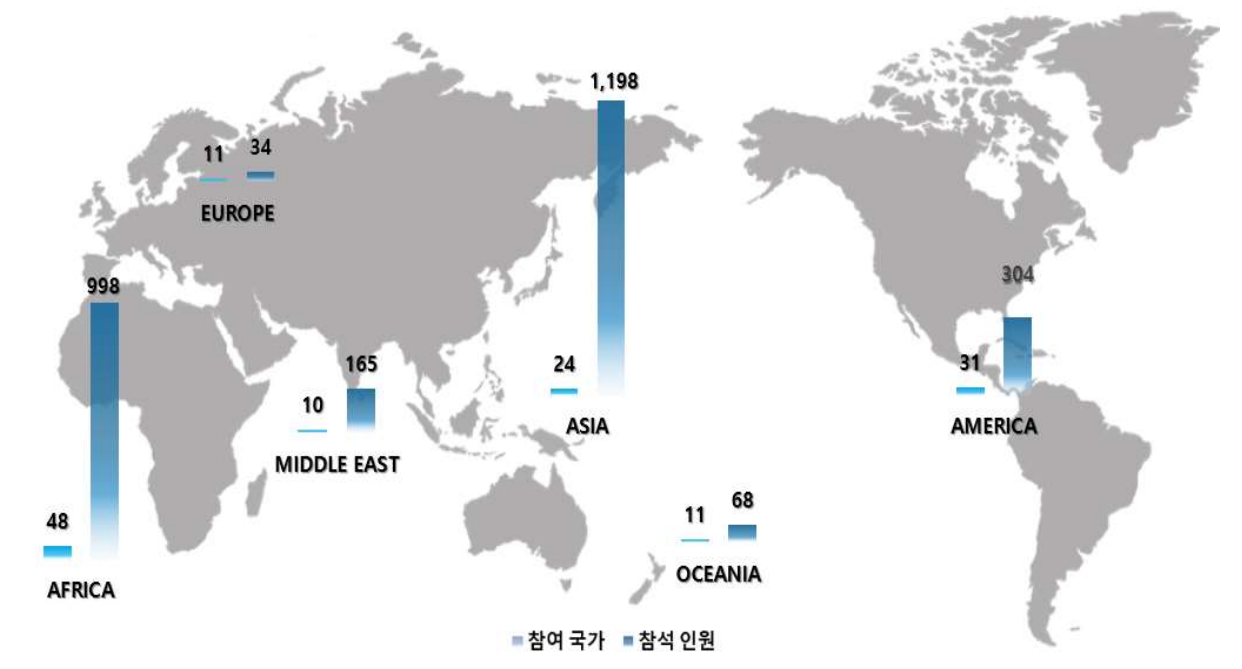 1,198
11 34
EUROPE
998
304
24
31
165
10
ASIA
AMERICA
MIDDLE EAST
48
11 68
OCEANIA
AFRICA
참여 국가 참석 인원